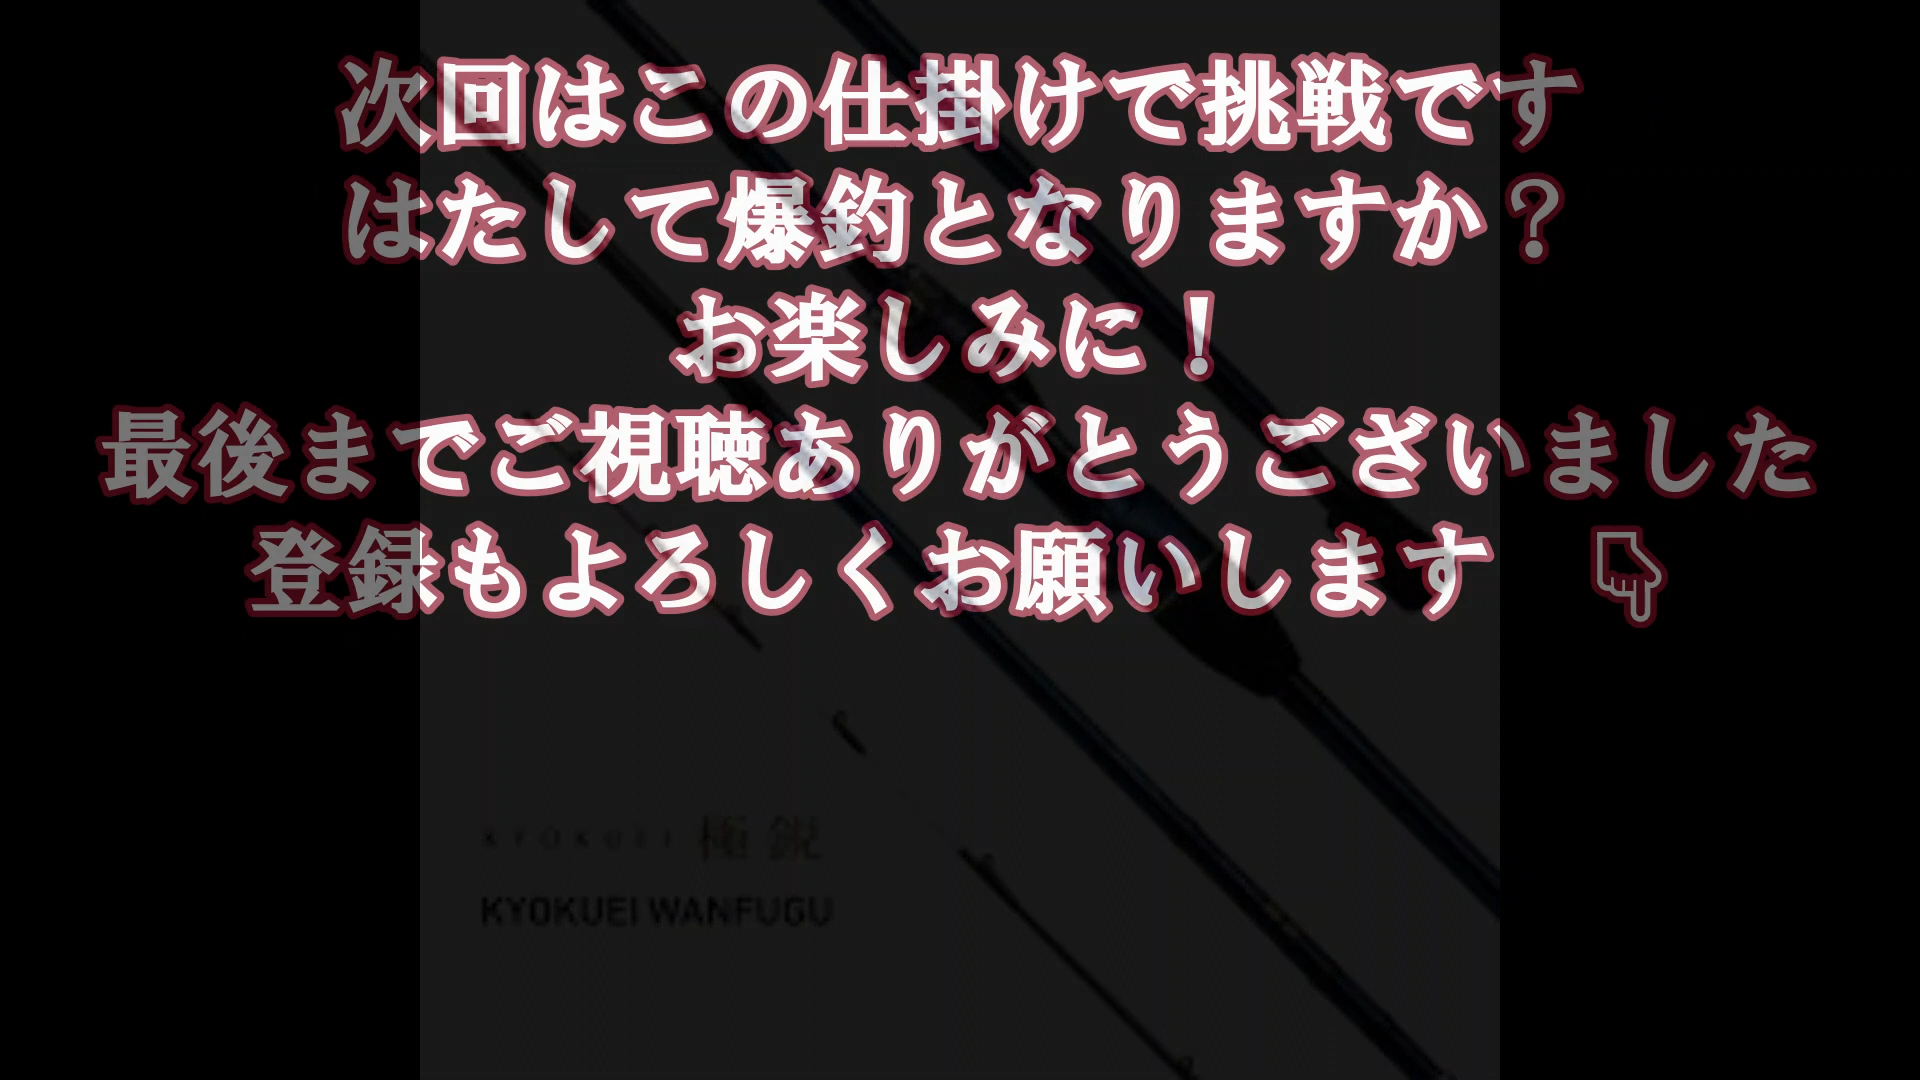 次回はこの仕掛けで挑戦です
はたして爆釣となりますか？
お楽しみに！
最後までご視聴ありがとうございました
登録もよろしくお願いします ☟
KYOKUEI 極鋭
KYOKUEI WANFUGU